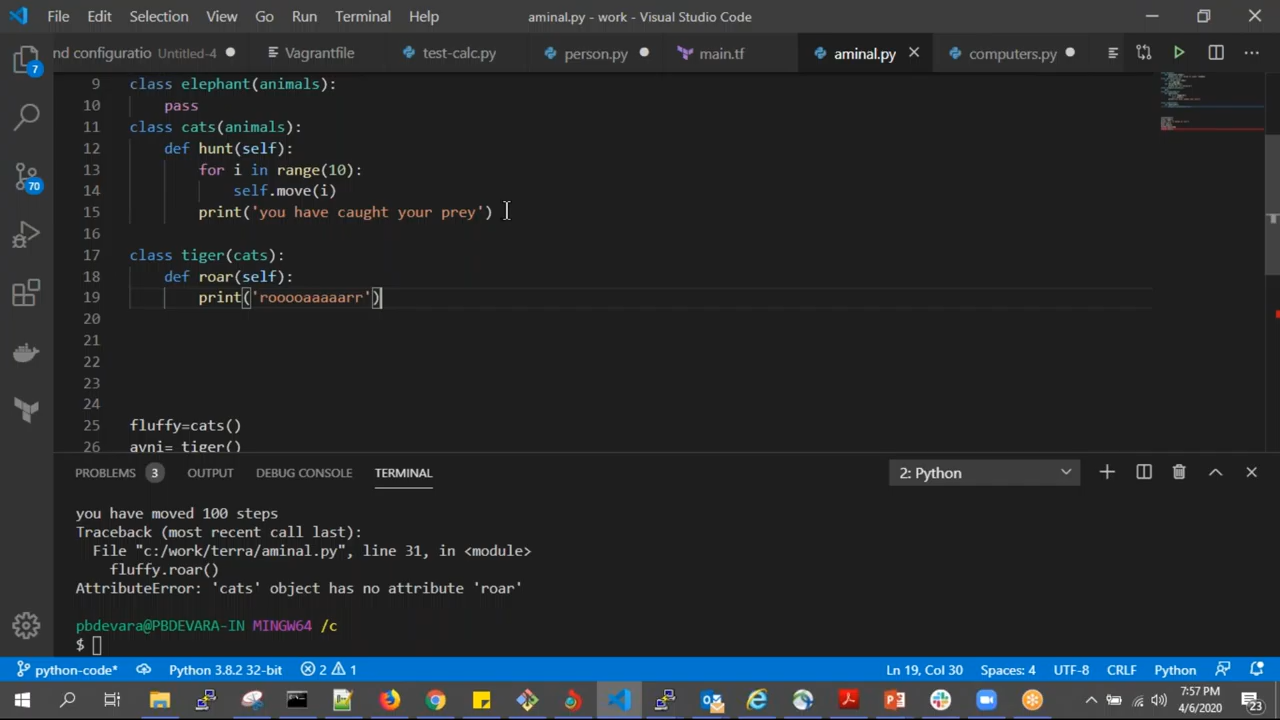 File Edit Selection View Go Run Terminal Help aminal.py - work - Visual Studio Code
nd configuratio Untitled-4 Vagrantfile test-calc.py person.py main.tf aminal.py computers.py
7
70
9 class elephant(animals):
10 pass
11 class cats(animals):
12 def hunt(self):
13 for i in range(10):
14 self.move(i)
15 print('you have caught your prey')
16
17 class tiger(cats):
18 def roar(self):
19 print('rooooaaaaarr')
20
21
22
23
24
25 fluffy=cats()
26 avni= tiger()
PROBLEMS 3 OUTPUT DEBUG CONSOLE TERMINAL 2: Python
you have moved 100 steps
Traceback (most recent call last):
File "c:/work/terra/aminal.py", line 31, in <module>
fluffy.roar()
AttributeError: 'cats' object has no attribute 'roar'
pbdevara@PBDEVARA-IN MINGW64 /c
$
python-code* Python 3.8.2 32-bit 2 1 Ln 19, Col 30 Spaces: 4 UTF-8 CRLF Python
7:57 PM
4/6/2020
23